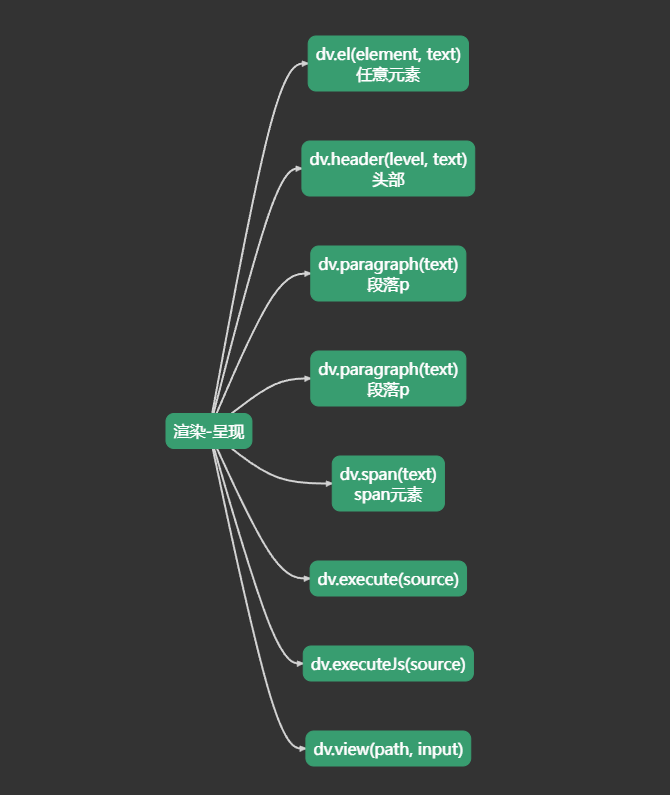 dv.el(element, text)
任意元素
dv.header(level, text)
头部
dv.paragraph(text)
段落p
dv.paragraph(text)
段落p
渲染-呈现
dv.span(text)
span元素
dv.execute(source)
dv.executeJs(source)
dv.view(path, input)